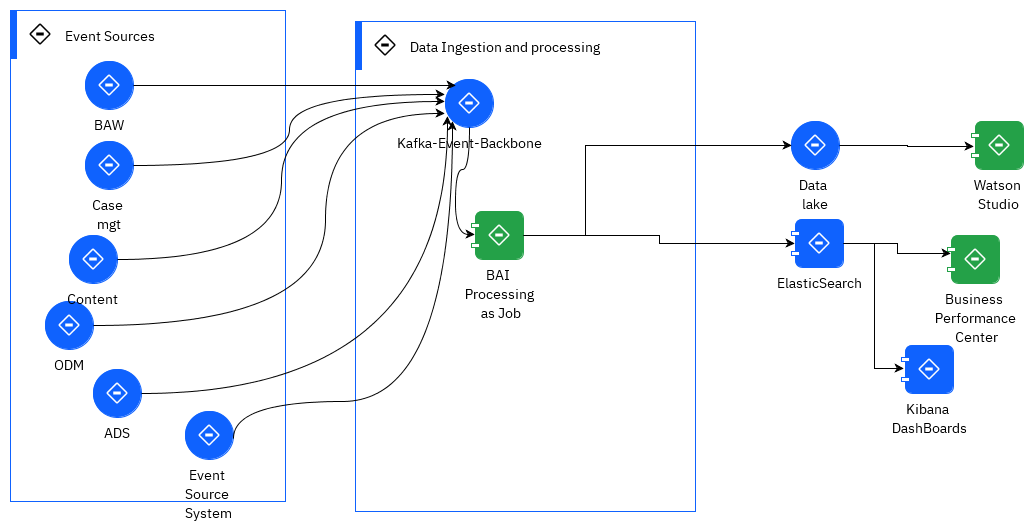 Event Sources
BAW
Case
mgt
Content
ODM
ADS
Event
Source
System
Data Ingestion and processing
Kafka-Event-Backbone
BAI
Processing
as Job
Data
lake
ElasticSearch
Watson
Studio
Business
Performance
Center
Kibana
DashBoards